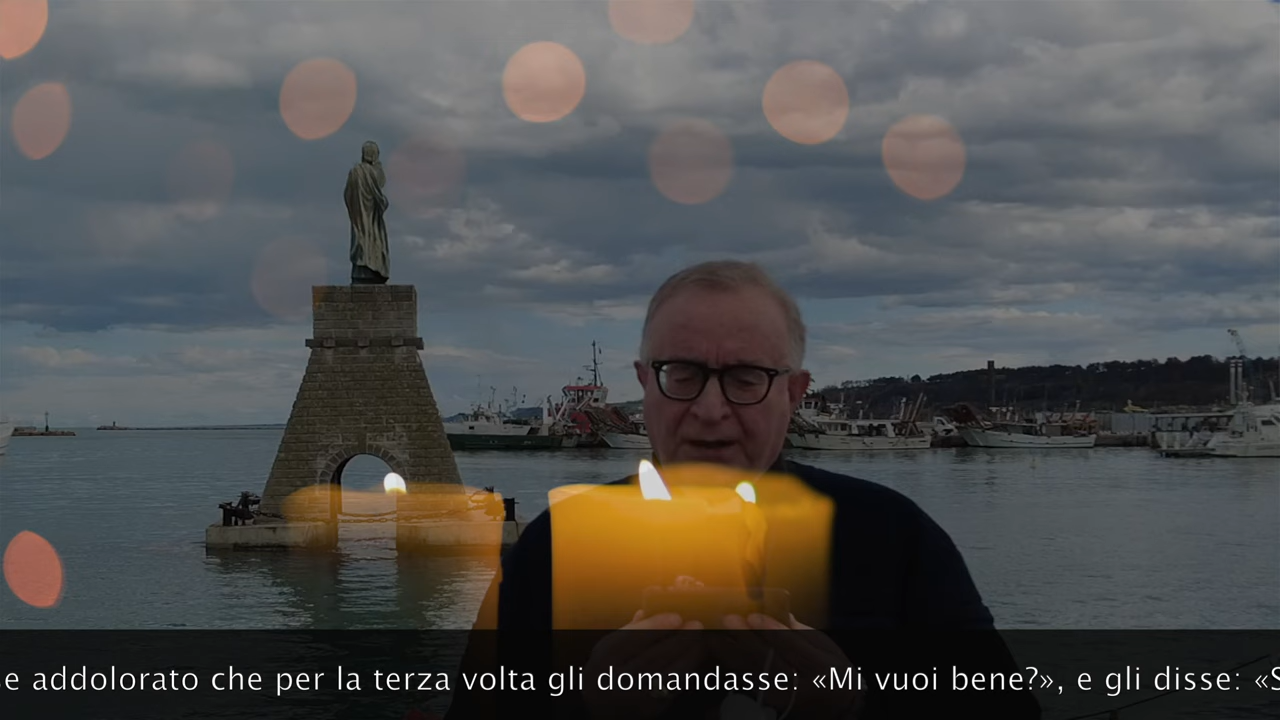 e addolorato che per la terza volta gli domandasse: «Mi vuoi bene?», e gli disse: «S